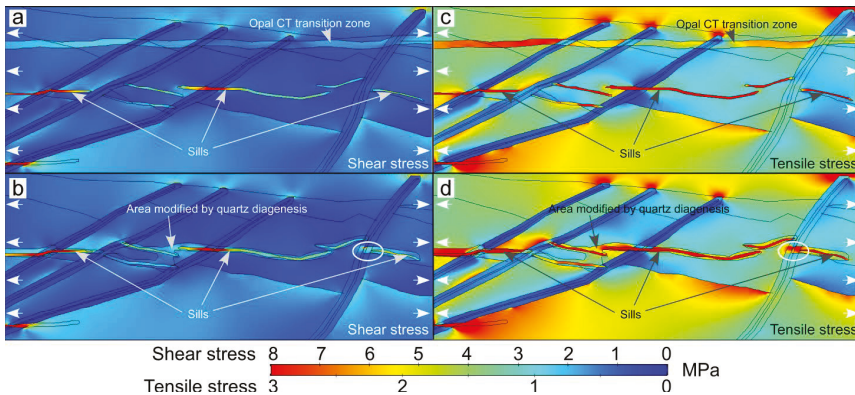 a
Opal CT transition zone
Sills
Shear stress
c
Opal CT transition zone
Sills
Tensile stress
b
Area modified by quartz diagenesis
Sills
Shear stress
d
Area modified by quartz diagenesis
Sills
Tensile stress
Shear stress 8 7 6 5 4 3 2 1 0
MPa
Tensile stress 3 2 1 0